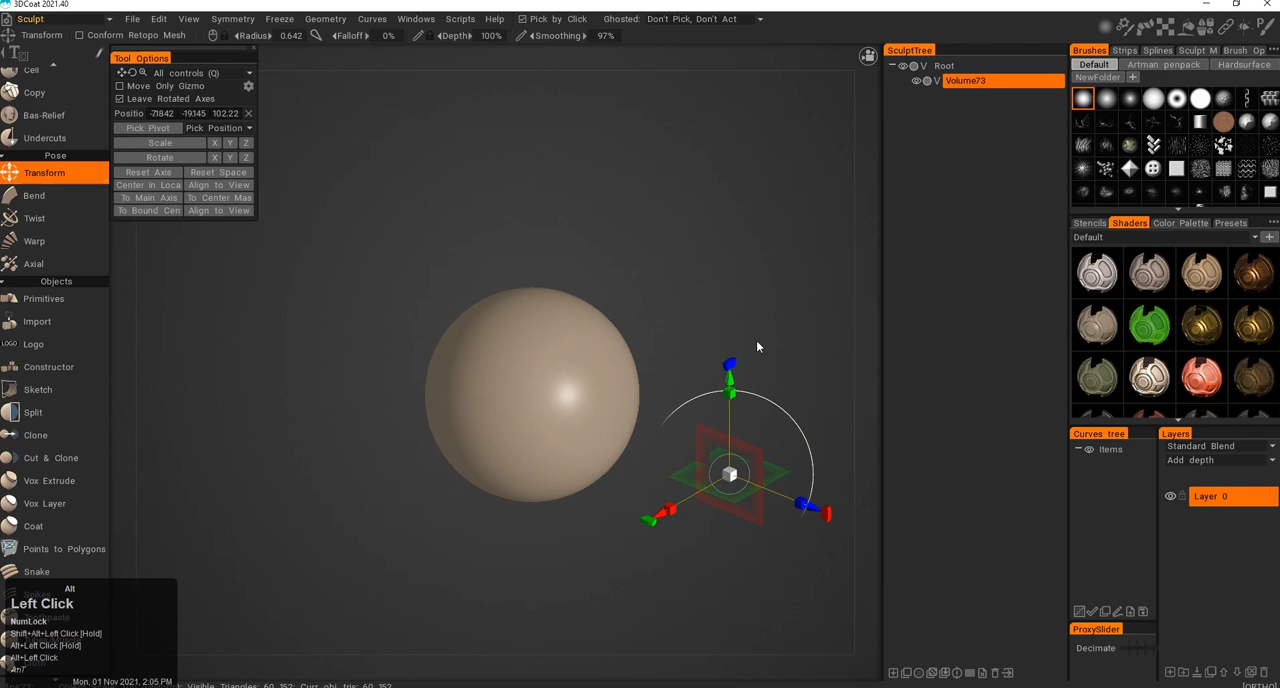 3DCoat 2021.40
Sculpt File Edit View Symmetry Freeze Geometry Curves Windows Scripts Help Pick by Click Ghosted: Don't Pick, Don't Act
Transform Conform Retopo Mesh Radius 0.642 Falloff 0% Depth 100% Smoothing 97%
Cell
Copy
Bas-Relief
Undercuts
Pose
Transform
Bend
Twist
Warp
Axial
Objects
Primitives
Import
LOGO Logo
Constructor
Sketch
Split
Clone
Cut & Clone
Vox Extrude
Vox Layer
Coat
Points to Polygons
Snake
Tool Options
All controls (Q)
Move Only Gizmo
Leave Rotated Axes
Positio -7.1842 -19.145 102.22
Pick Pivot Pick Position
Scale X Y Z
Rotate X Y Z
Reset Axis Reset Space
Center in Loca Align to View
To Main Axis To Center Mas
To Bound Cen Align to View
Alt
Left Click
NumLock
Shift+Alt+Left Click [Hold]
Alt+Left Click [Hold]
Alt+Left Click
AnT
Mon, 01 Nov 2021, 2:05 PM
SculptTree
V Root
V Volume73
Brushes Strips Splines Sculpt M Brush Op
Default Artman penpack Hardsurface
NewFolder
Stencils Shaders Color Palette Presets
Default
Curves tree
Items
Layers
Standard Blend
Add depth
Layer 0
ProxySlider
Decimate